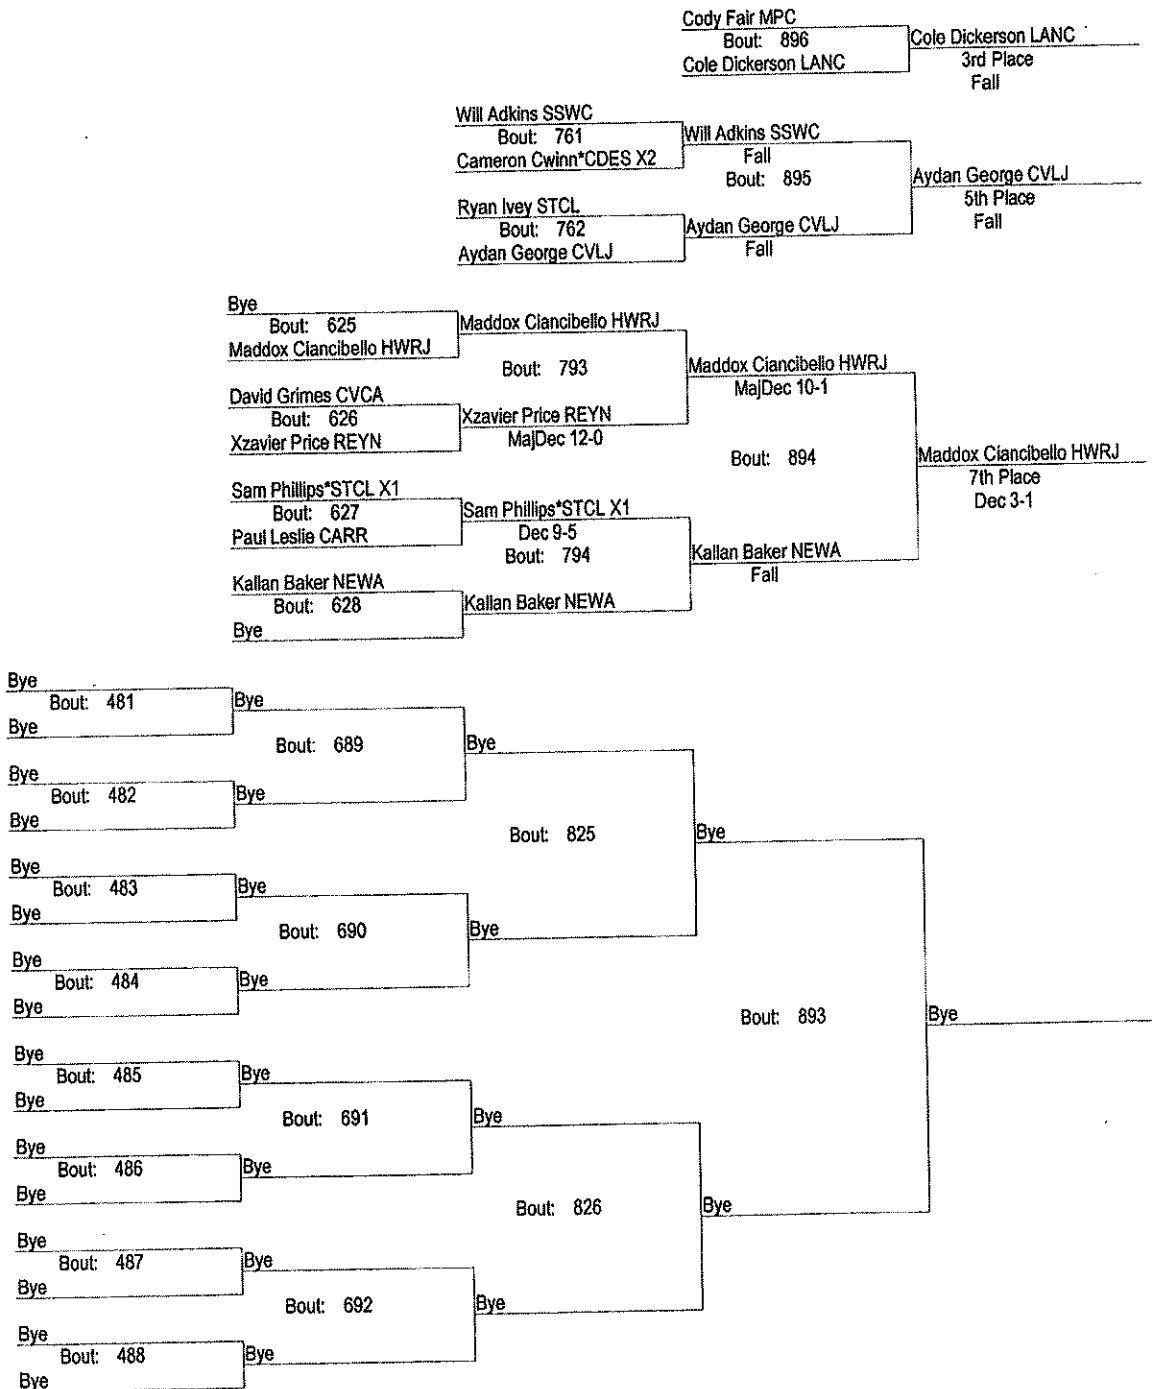 Cody Fair MPC
Bout: 896
Cole Dickerson LANC
Cole Dickerson LANC
3rd Place
Fall
Will Adkins SSWC
Bout: 761
Cameron Cwinn*CDES X2
Will Adkins SSWC
Fall
Bout: 895
Ryan Ivey STCL
Bout: 762
Aydan George CVLJ
Aydan George CVLJ
Fall
Aydan George CVLJ
5th Place
Fall
Bye
Bout: 625
Maddox Ciancibello HWRJ
Maddox Ciancibello HWRJ
Bout: 793
David Grimes CVCA
Bout: 626
Xzavier Price REYN
Xzavier Price REYN
MajDec 12-0
Maddox Ciancibello HWRJ
MajDec 10-1
Bout: 894
Sam Phillips*STCL X1
Bout: 627
Paul Leslie CARR
Sam Phillips*STCL X1
Dec 9-5
Bout: 794
Kallan Baker NEWA
Bout: 628
Bye
Kallan Baker NEWA
Kallan Baker NEWA
Fall
Maddox Ciancibello HWRJ
7th Place
Dec 3-1
Bye
Bout: 481
Bye
Bye
Bout: 689
Bye
Bout: 482
Bye
Bye
Bye
Bout: 825
Bye
Bout: 483
Bye
Bye
Bout: 690
Bye
Bout: 484
Bye
Bye
Bye
Bye
Bout: 893
Bye
Bout: 485
Bye
Bye
Bout: 691
Bye
Bout: 486
Bye
Bye
Bye
Bout: 826
Bye
Bout: 487
Bye
Bye
Bout: 692
Bye
Bout: 488
Bye
Bye
Bye
Bye
Bye